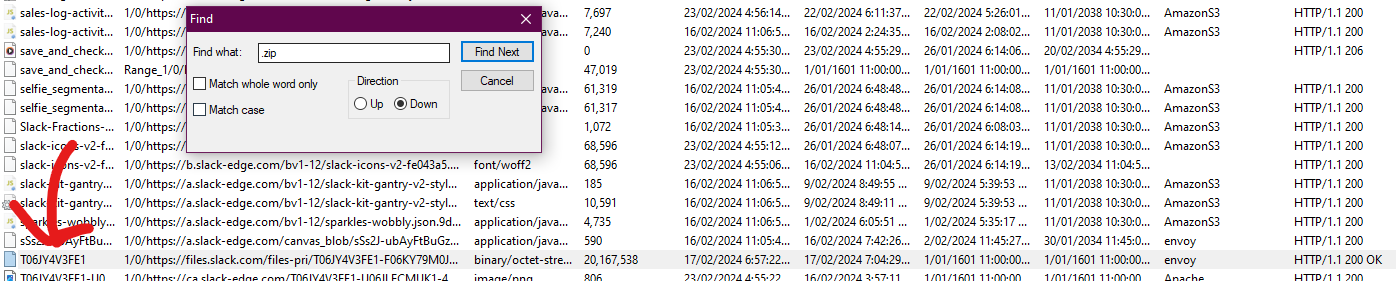 sales-log-activit... 1/0/https:/ java... 7,697 23/02/2024 4:56:14... 22/02/2024 6:11:37... 22/02/2024 5:26:01... 11/01/2038 10:30:0... AmazonS3 HTTP/1.1 200
Find
sales-log-activit... 1/0/https:/ java... 7,240 16/02/2024 11:06:5... 16/02/2024 2:24:35... 16/02/2024 2:08:02... 11/01/2038 10:30:0... AmazonS3 HTTP/1.1 200
save_and_check... 1/0/https:/ 0 23/02/2024 4:55:30... 23/02/2024 4:55:29... 26/01/2024 6:14:06... 20/02/2034 4:55:29... HTTP/1.1 206
Find what: .zip Find Next
save_and_check... Range_1/0/ 47,019 23/02/2024 4:55:30... 1/01/1601 11:00:00... 1/01/1601 11:00:00... 1/01/1601 11:00:00...
Match whole word only Direction Cancel
selfie_segmenta... 1/0/https:/ java... 61,319 16/02/2024 11:06:5... 26/01/2024 6:48:48... 26/01/2024 6:14:08... 11/01/2038 10:30:0... AmazonS3 HTTP/1.1 200
Match case Up Down
selfie_segmenta... 1/0/https:/ java... 61,317 16/02/2024 11:06:5... 26/01/2024 6:48:48... 26/01/2024 6:14:08... 11/01/2038 10:30:0... AmazonS3 HTTP/1.1 200
Slack-Fractions-... 1/0/https:/ 1,072 16/02/2024 11:05:3... 26/01/2024 6:48:14... 26/01/2024 6:08:03... 11/01/2038 10:30:0... AmazonS3 HTTP/1.1 200
slack-icons-v2-f... 1/0/https:/ 68,596 23/02/2024 4:55:12... 26/01/2024 6:48:07... 26/01/2024 6:14:19... 11/01/2038 10:30:0... AmazonS3 HTTP/1.1 200
slack-icons-v2-f... 1/0/https://b.slack-edge.com/bv1-12/slack-icons-v2-fe043a5... font/woff2 68,596 23/02/2024 4:55:06... 16/02/2024 11:04:5... 26/01/2024 6:14:19... 13/02/2034 11:04:5... HTTP/1.1 200
slack-kit-gantry... 1/0/https://a.slack-edge.com/bv1-12/slack-kit-gantry-v2-styl... application/java... 185 16/02/2024 11:06:5... 9/02/2024 8:49:55 ... 9/02/2024 5:39:53 ... 11/01/2038 10:30:0... AmazonS3 HTTP/1.1 200
slack-kit-gantry... 1/0/https://a.slack-edge.com/bv1-12/slack-kit-gantry-v2-styl... text/css 10,591 16/02/2024 11:06:5... 9/02/2024 8:49:11 ... 9/02/2024 5:39:53 ... 11/01/2038 10:30:0... AmazonS3 HTTP/1.1 200
sparkles-wobbly... 1/0/https://a.slack-edge.com/bv1-12/sparkles-wobbly.json.9d... application/java... 4,735 16/02/2024 11:06:5... 1/02/2024 6:05:51 1/02/2024 5:35:17 ... 11/01/2038 10:30:0... AmazonS3 HTTP/1.1 200
1/0/https://a.slack-edge.com/canvas_blob/sSs2J-ubAyFtBuGz... application/java... 590 16/02/2024 11:04:4... 16/02/2024 7:42:26... 2/02/2024 11:45:27... 30/01/2034 11:45:0... envoy HTTP/1.1 200
T06JY4V3FE1 1/0/https://files.slack.com/files-pri/T06JY4V3FE1-F06KY79M0J... binary/octet-stre... 20,167,538 17/02/2024 6:57:22... 17/02/2024 7:04:29... 1/01/1601 11:00:00... 1/01/1601 11:00:00... envoy HTTP/1.1 200 OK
T06JY4V3FE1-U0... 1/0/https://ca.slack-edge.com/T06JY4V3FE1-U06JLECMUK1-4... image/png 806 23/02/2024 4:55:22... 16/02/2024 3:57:11... 1/01/1601 11:00:00... 1/01/1601 11:00:00... Apache HTTP/1.1 200